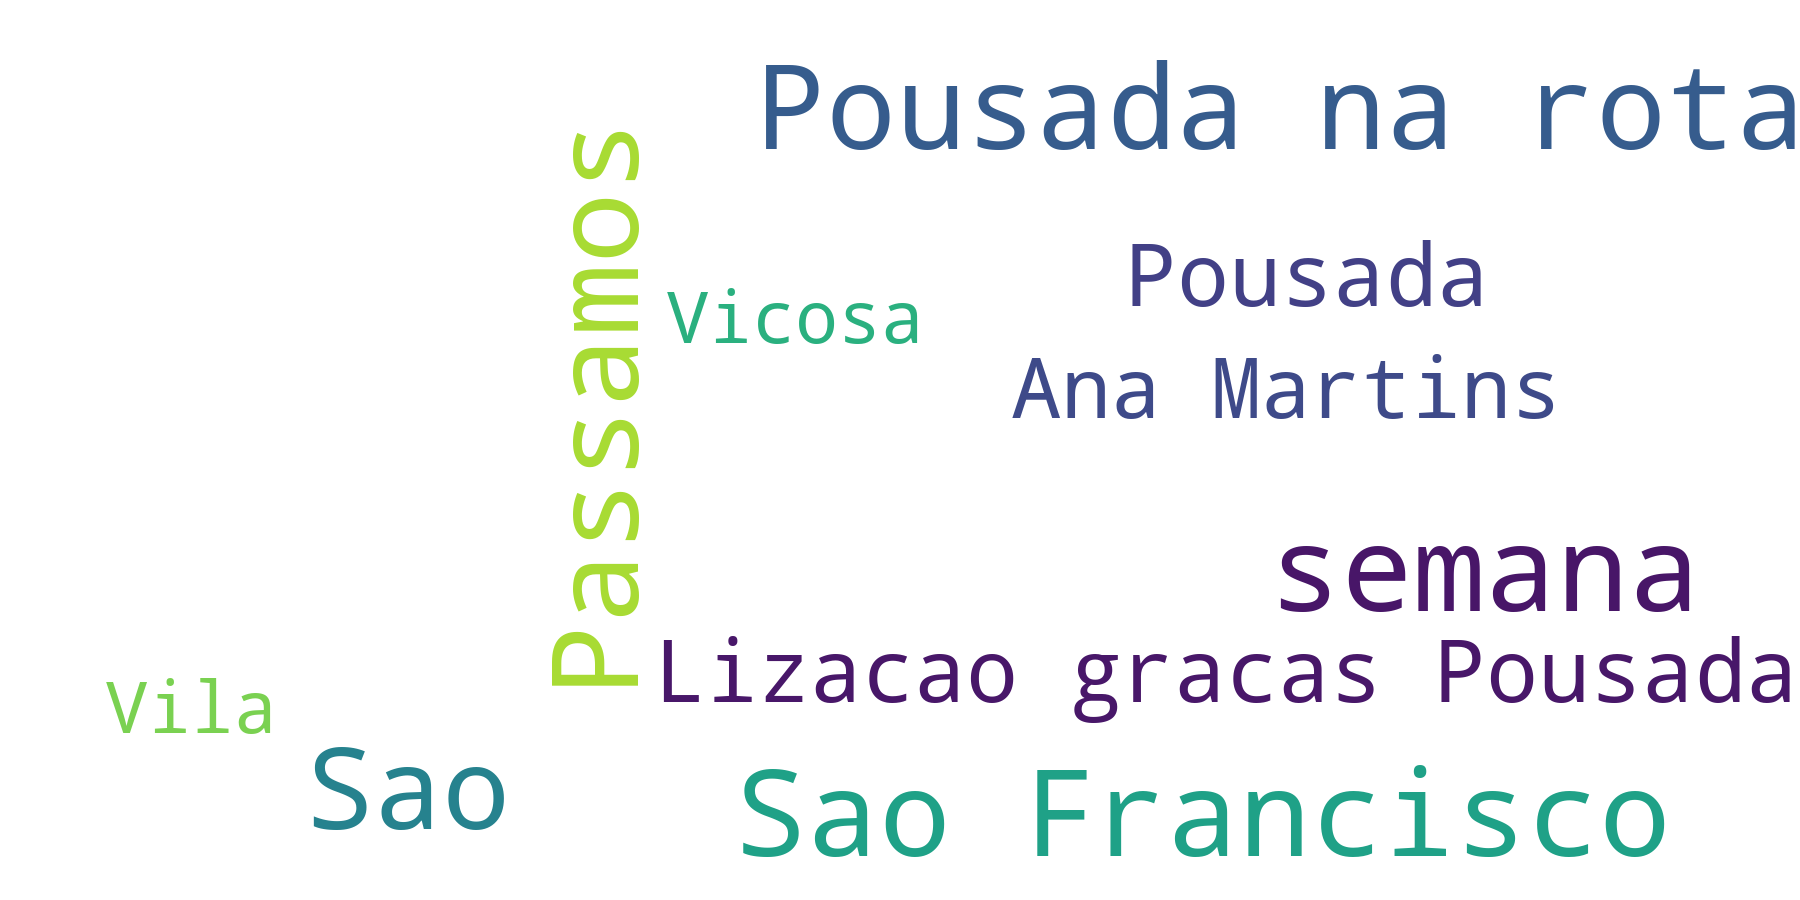 Pousada na rota
Passamos
Pousada
Vicosa
Ana Martins
semana
Lizacao gracas Pousada
Vila
Sao
Sao Francisco